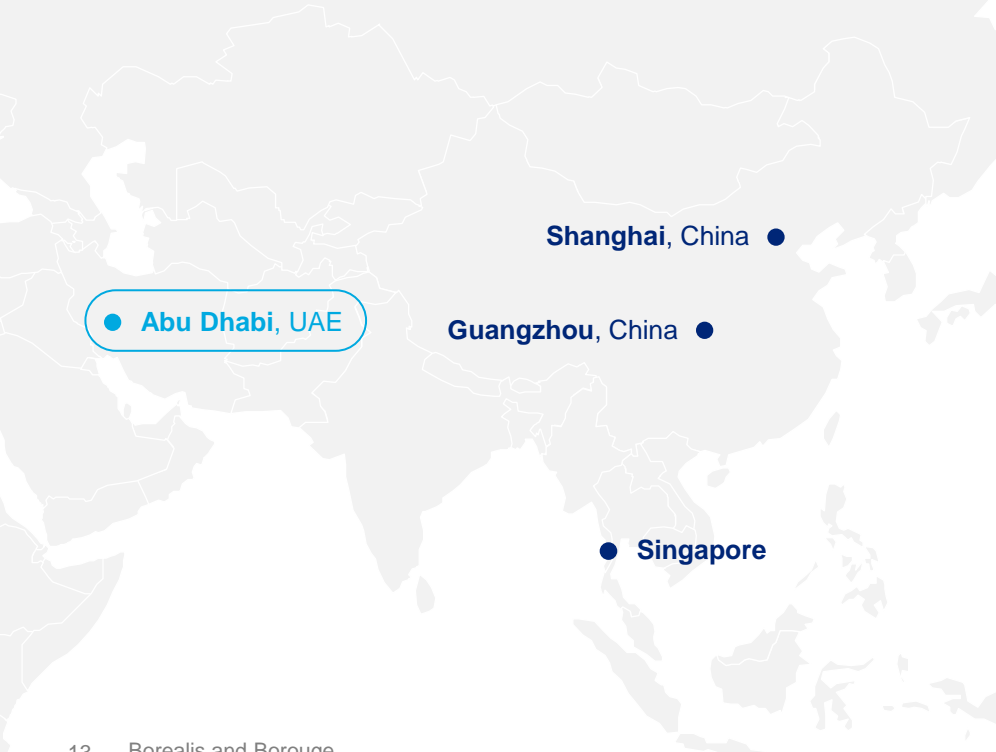 Shanghai, China
Abu Dhabi, UAE
Guangzhou, China
Singapore
Borealis and Borouge